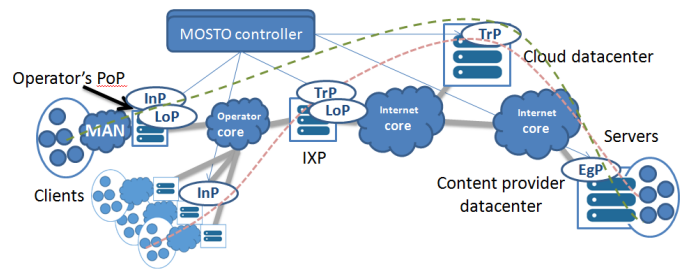 MOSTO controller
TrP
Cloud datacenter
Operator's PoP
InP
LoP
MAN
Operator
core
TrP
LoP
IXP
Internet
core
Internet
core
Servers
Clients
InP
EgP
Content provider
datacenter